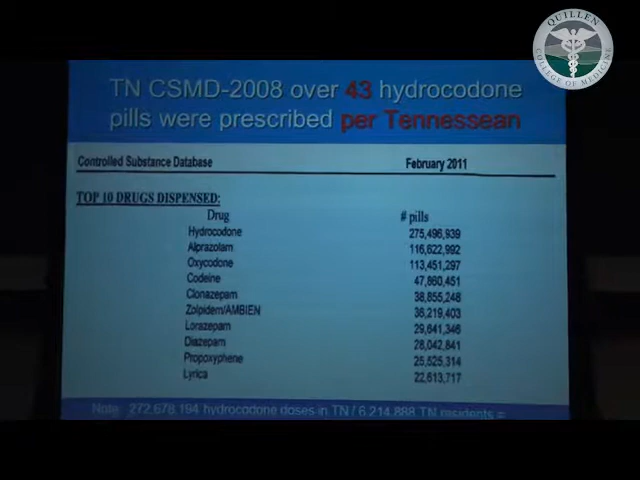 QUILLEN
COLLEGE OF MEDICINE
TN CSMD-2008 over 43 hydrocodone
pills were prescribed per Tennessean
Controlled Substance Database February 2011
TOP 10 DRUGS DISPENSED:
Drug # pills
Hydrocodone 275,496,939
Alprazolam 116,622,992
Oxycodone 113,451,297
Codeine 47,860,451
Clonazepam 38,855,248
Zolpidem/AMBIEN 36,219,403
Lorazepam 29,641,346
Diazepam 28,042,841
Propoxyphene 25,525,314
Lyrica 22,613,717
Note: 272,678,194 hydrocodone doses in TN / 6,214,888 TN residents =